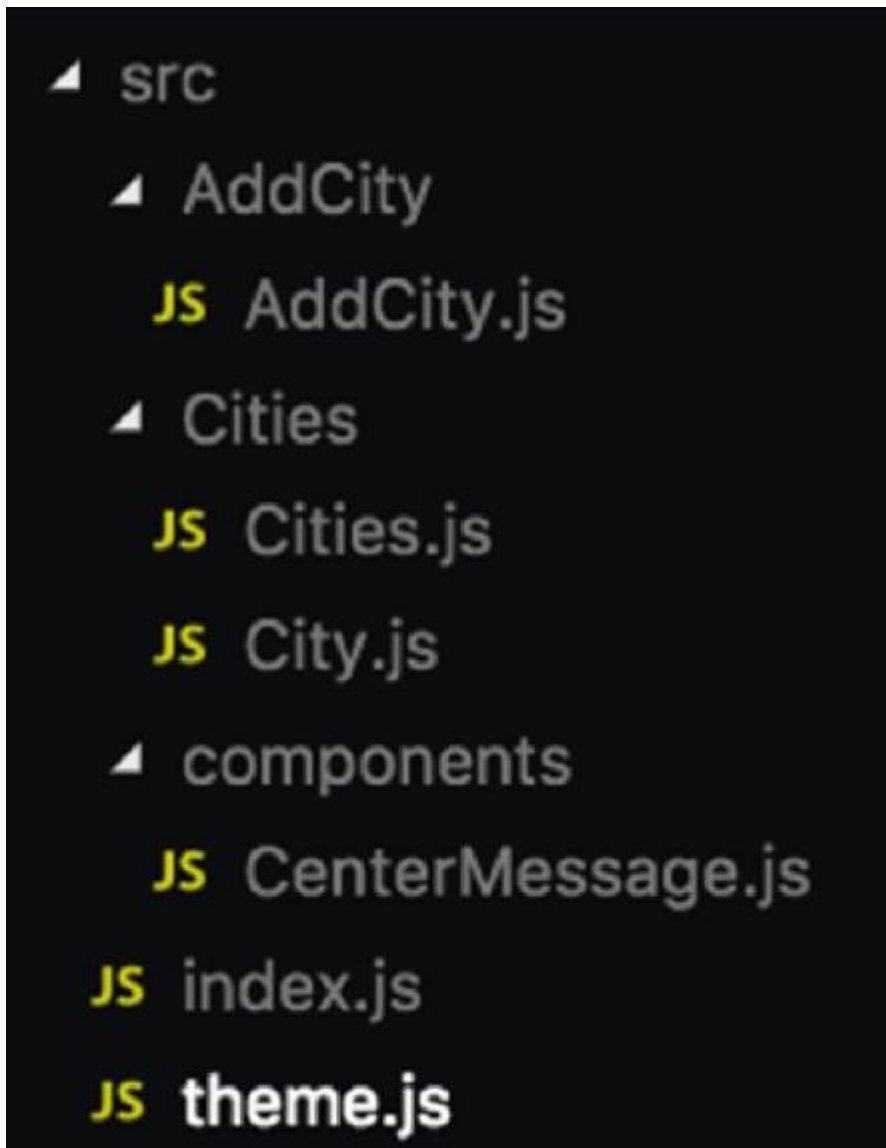 src
AddCity
JS AddCity.js
Cities
JS Cities.js
JS City.js
components
JS CenterMessage.js
JS index.js
JS theme.js